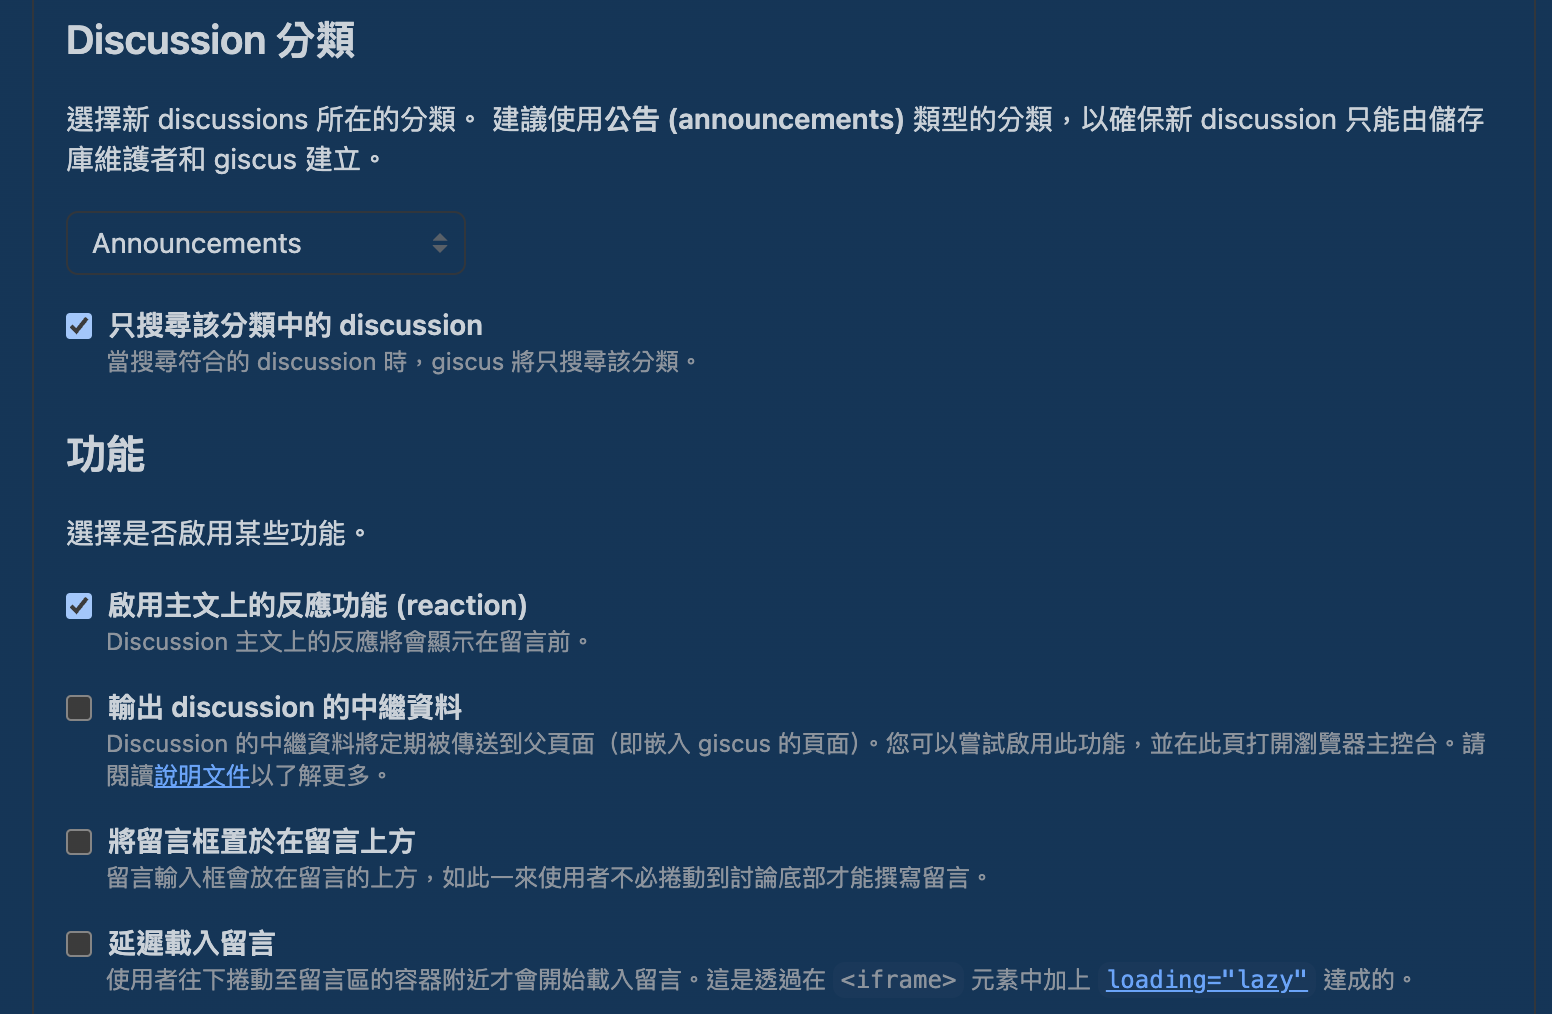 Discussion 分類
選擇新 discussions 所在的分類。 建議使用公告 (announcements) 類型的分類，以確保新 discussion 只能由儲存
庫維護者和 giscus 建立。
Announcements
只搜尋該分類中的 discussion
當搜尋符合的 discussion 時，giscus 將只搜尋該分類。
功能
選擇是否啟用某些功能。
啟用主文上的反應功能 (reaction)
Discussion 主文上的反應將會顯示在留言前。
輸出 discussion 的中繼資料
Discussion 的中繼資料將定期被傳送到父頁面（即嵌入 giscus 的頁面）。您可以嘗試啟用此功能，並在此頁打開瀏覽器主控台。請
閱讀說明文件以了解更多。
將留言框置於在留言上方
留言輸入框會放在留言的上方，如此一來使用者不必捲動到討論底部才能撰寫留言。
延遲載入留言
使用者往下捲動至留言區的容器附近才會開始載入留言。這是透過在 <iframe> 元素中加上 loading="lazy" 達成的。